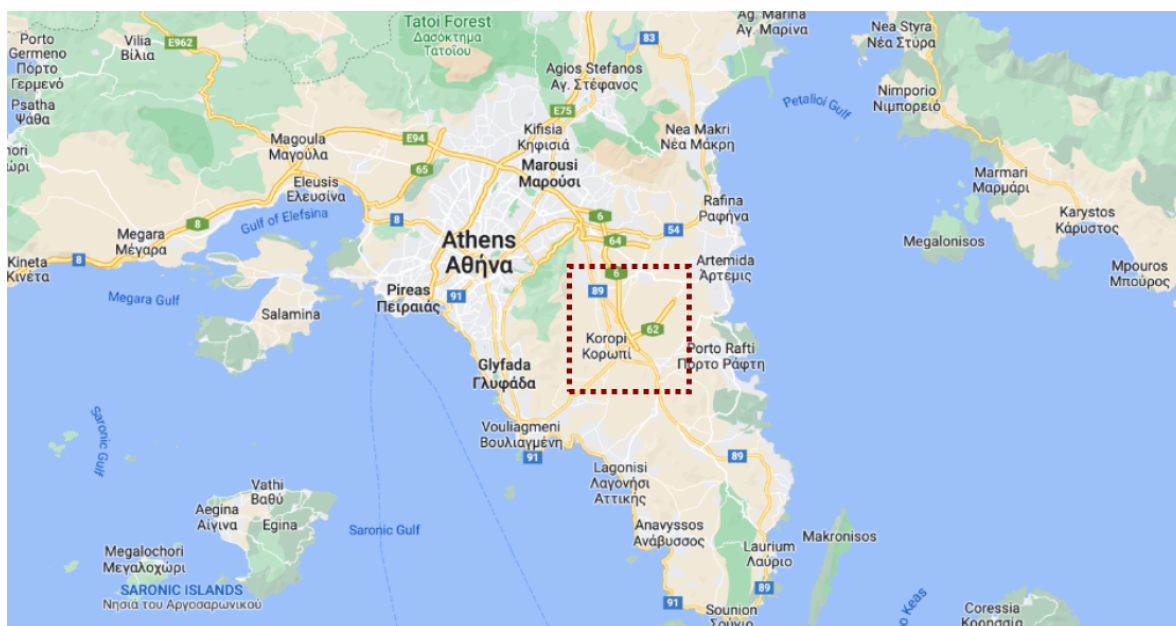 Tatoi Forest
Δασόκτημα
Τατοΐου
83
Ag. Marina
Αγ. Μαρίνα
Nea Styra
Νέα Στύρα
Porto
Germeno
Πόρτο
Γερμενό
Vilia
Βίλια
E962
Psatha
Ψάθα
Agios Stefanos
Αγ. Στέφανος
Petalioi Gulf
Nimporio
Νιμπορειό
E75
Kifisia
Κηφισιά
Nea Makri
Νέα Μάκρη
Magoula
Μαγούλα
E94
65
Marousi
Μαρούσι
Marmari
Μαρμάρι
Eleusis
Ελευσίνα
Rafina
Ραφήνα
Karystos
Κάρυστος
8
Gulf of Elefsina
8
6
54
64
Megara
Μέγαρα
Athens
Αθήνα
Megalonisos
Kineta
Κινέτα
8
Artemida
Άρτεμις
Mpouros
Μπούρος
6
Megara Gulf
Pireas
Πειραιάς
91
89
Salamina
62
Koropi
Κορωπί
Porto Rafti
Πόρτο Ράφτη
Glyfada
Γλυφάδα
Saronic Gulf
Vouliagmeni
Βουλιαγμένη
91
89
Lagonisi
Λαγονήσι
Αττικής
Vathi
Βαθύ
Aegina
Αίγινα
Egina
Saronic Gulf
Anavyssos
Ανάβυσσος
Makronisos
Megalochori
Μεγαλοχώρι
Laurium
Λαύριο
SARONIC ISLANDS
Νησιά του Αργοσαρωνικού
89
91
Sounion
Σούνιο
Keas
Coressia
Κορησσία